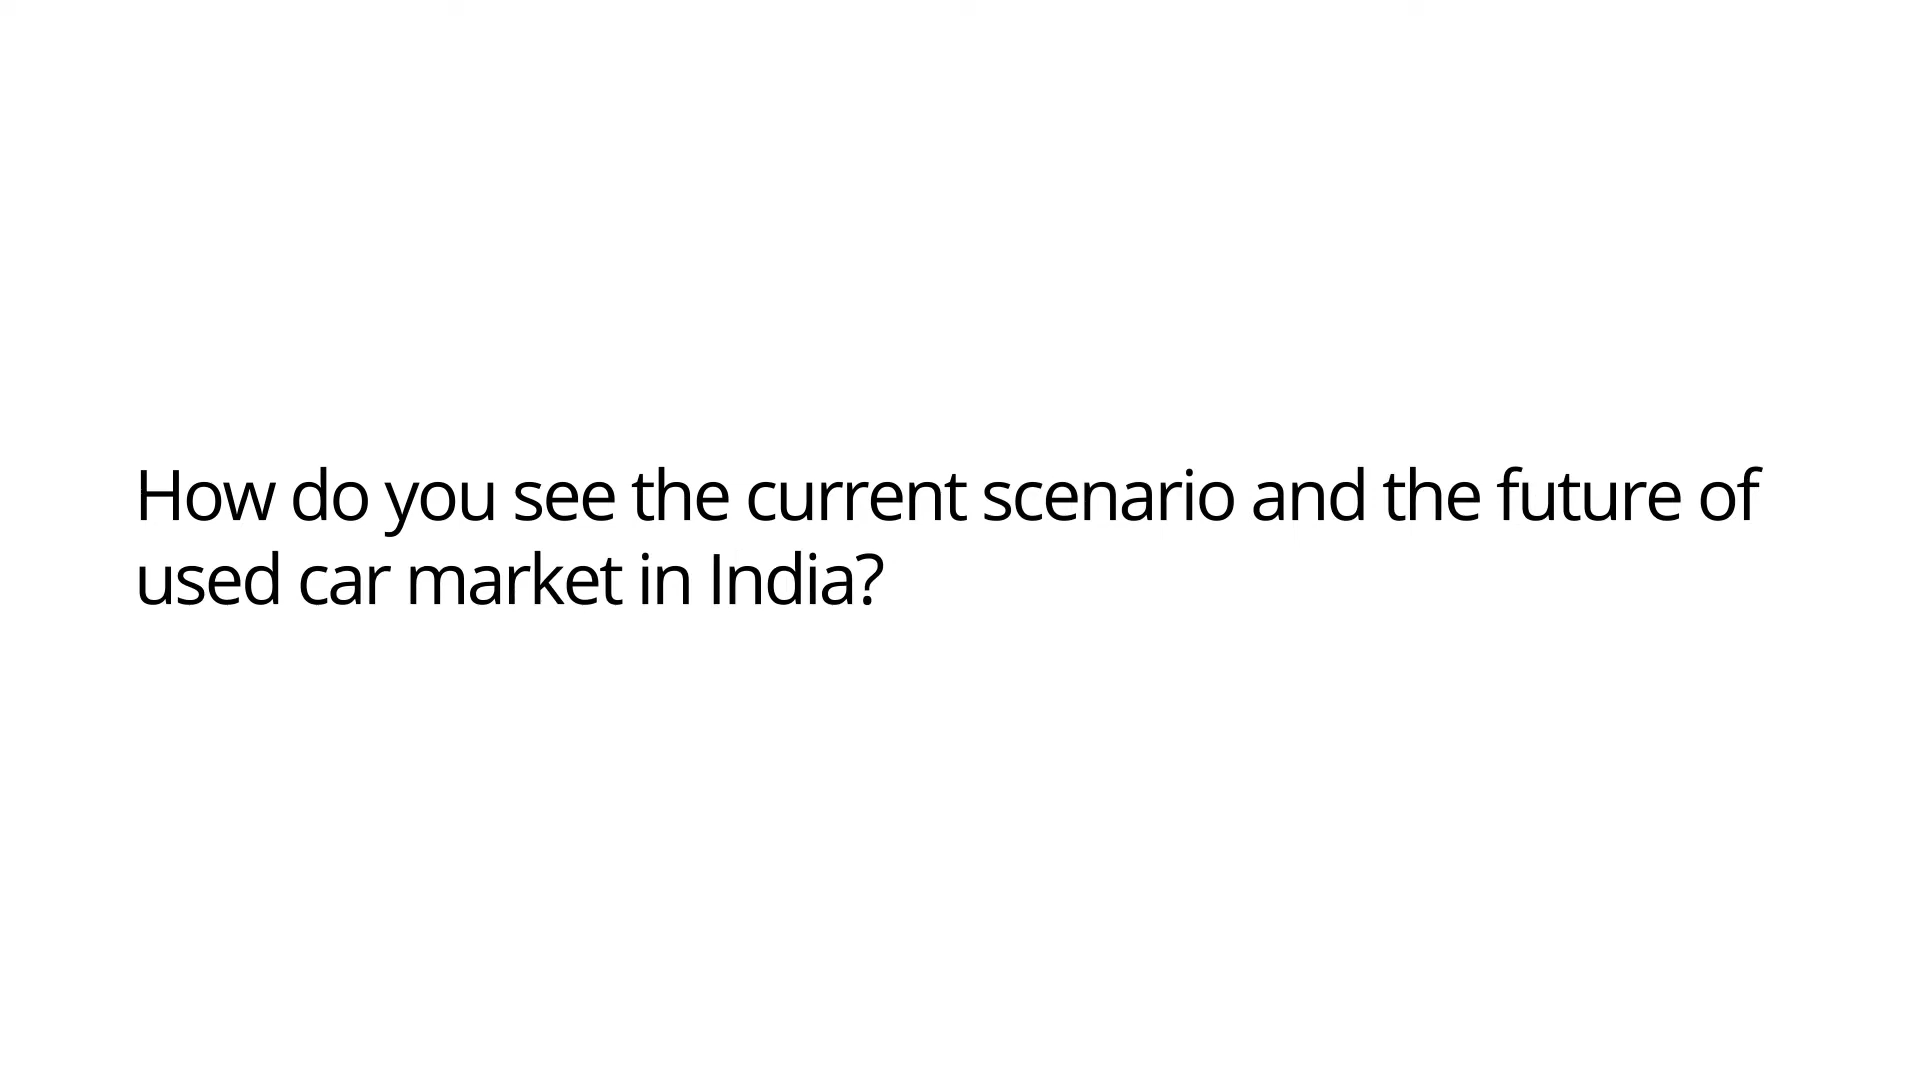 How do you see the current scenario and the future of
used car market in India?